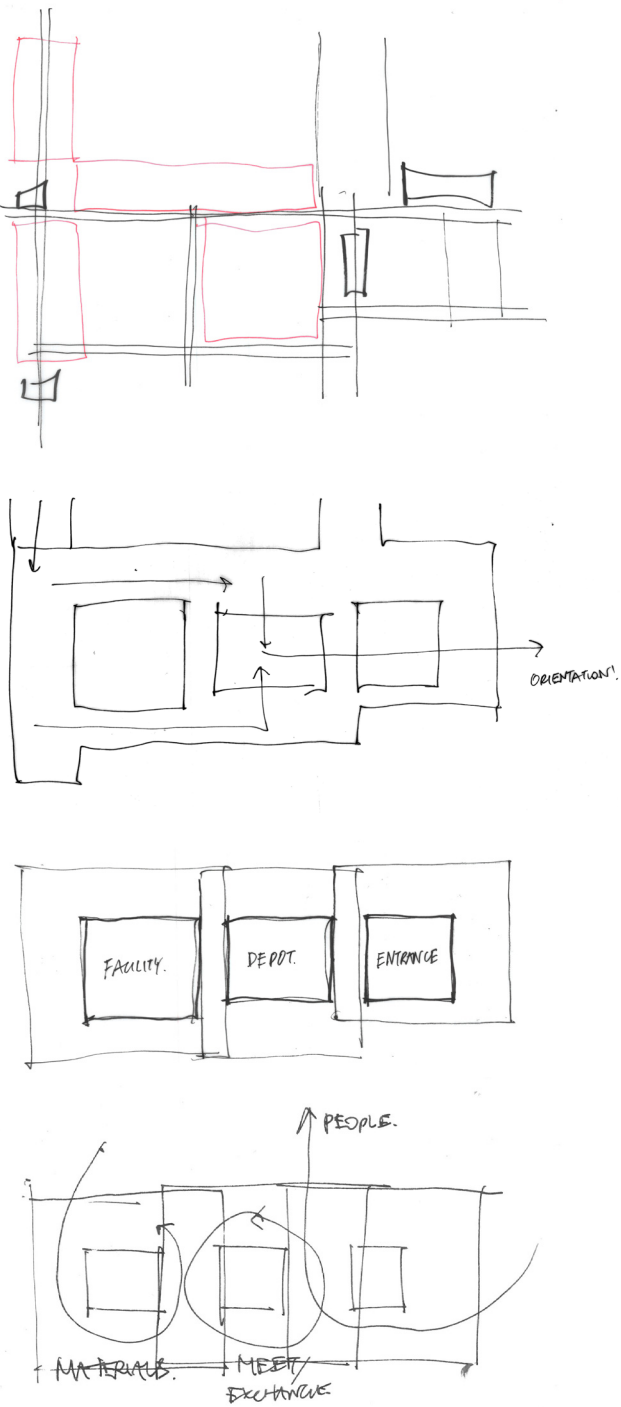 ORIENTATION!
FACILITY.
DEPOT.
ENTRANCE
PEOPLE.
MATERIALS.
MEET/
EXCHANGE